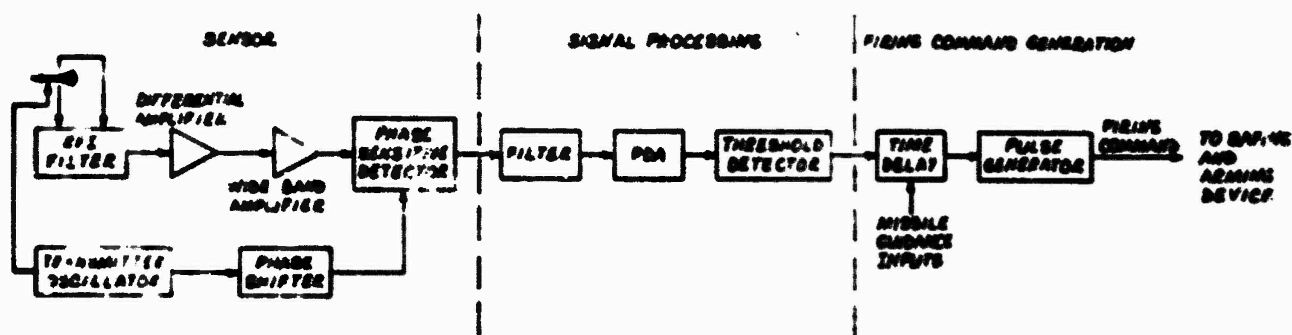 SENSOR
SIGNAL PROCESSING
FIRING COMMAND GENERATION
DIFFERENTIAL
AMPLIFIER
RFI
FILTER
WIDE BAND
AMPLIFIER
PHASE
SENSITIVE
DETECTOR
FILTER
PDA
THRESHOLD
DETECTOR
TIME
DELAY
PULSE
GENERATOR
FIRING
COMMAND
TO SAFING
AND
ARMING
DEVICE
MISSILE
GUIDANCE
INPUTS
TRANSMITTER
OSCILLATOR
PHASE
SHIFTER